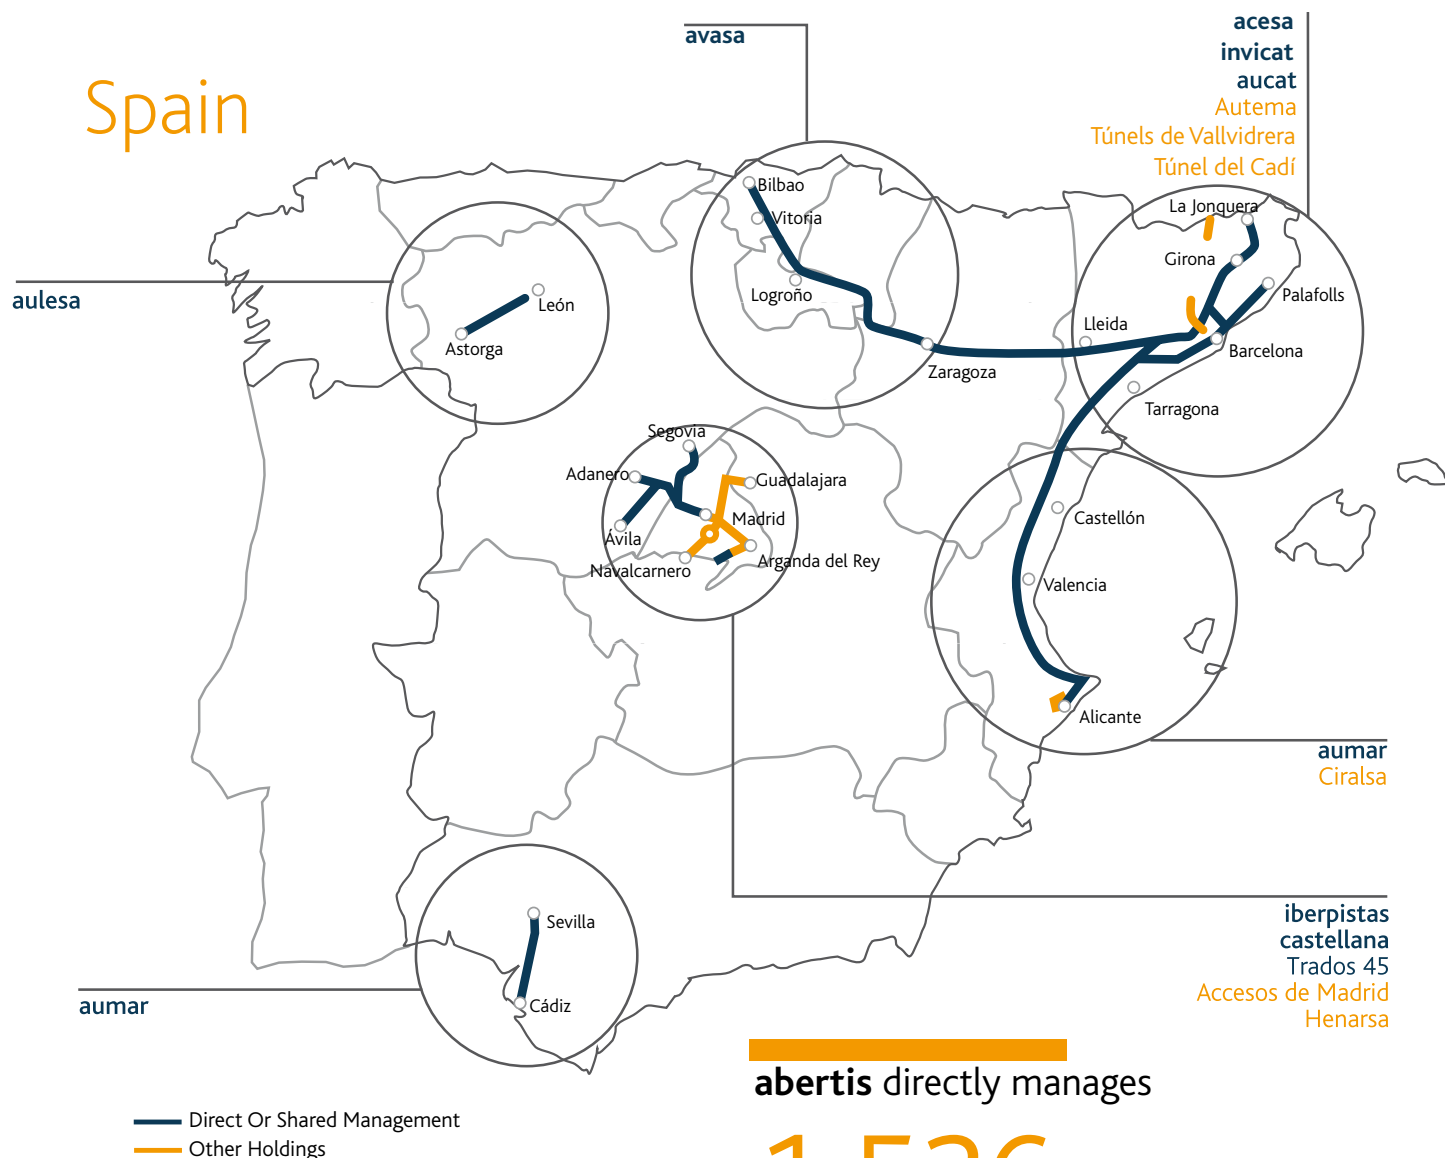 Spain
avasa
acesa
invicat
aucat
Autema
Túnels de Vallvidrera
Túnel del Cadí
Bilbao
Vitoria
Logroño
La Jonquera
Girona
Palafolls
Lleida
Barcelona
Zaragoza
Tarragona
aulesa
León
Astorga
Segovia
Adanero
Guadalajara
Madrid
Ávila
Navalcarnero
Arganda del Rey
Castellón
Valencia
Alicante
aumar
Ciralsa
iberpistas
castellana
Trados 45
Accesos de Madrid
Henarsa
Sevilla
Cádiz
aumar
abertis directly manages
1,536
Direct Or Shared Management
Other Holdings